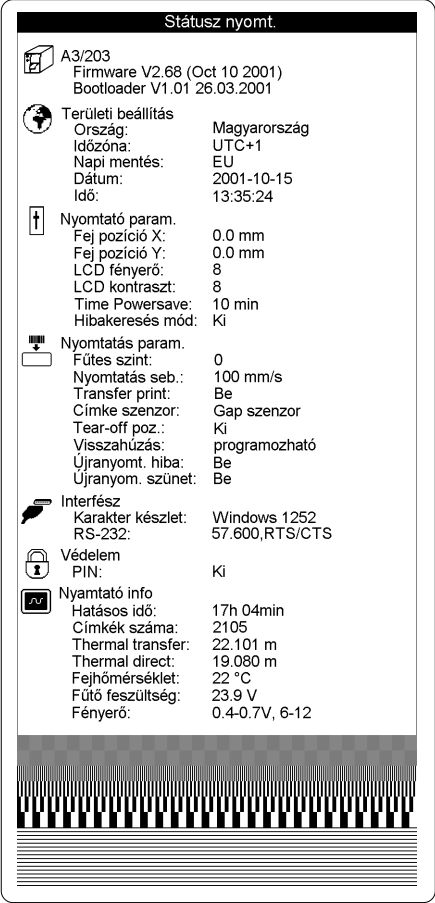 Státusz nyomt.
A3/203
Firmware V2.68 (Oct 10 2001)
Bootloader V1.01 26.03.2001
Területi beállítás
Ország: Magyarország
Időzóna: UTC+1
Napi mentés: EU
Dátum: 2001-10-15
Idő: 13:35:24
Nyomtató param.
Fej pozíció X: 0.0 mm
Fej pozíció Y: 0.0 mm
LCD fényerő: 8
LCD kontraszt: 8
Time Powersave: 10 min
Hibakeresés mód: Ki
Nyomtatás param.
Fűtes szint: 0
Nyomtatás seb.: 100 mm/s
Transfer print: Be
Címke szenzor: Gap szenzor
Tear-off poz.: Ki
Visszahúzás: programozható
Újranyomt. hiba: Be
Újranyom. szünet: Be
Interfész
Karakter készlet: Windows 1252
RS-232: 57.600,RTS/CTS
Védelem
PIN: Ki
Nyamtató info
Hatásos idő: 17h 04min
Címkék száma: 2105
Thermal transfer: 22.101 m
Thermal direct: 19.080 m
Fejhőmérséklet: 22 °C
Fűtő feszültség: 23.9 V
Fényerő: 0.4-0.7V, 6-12